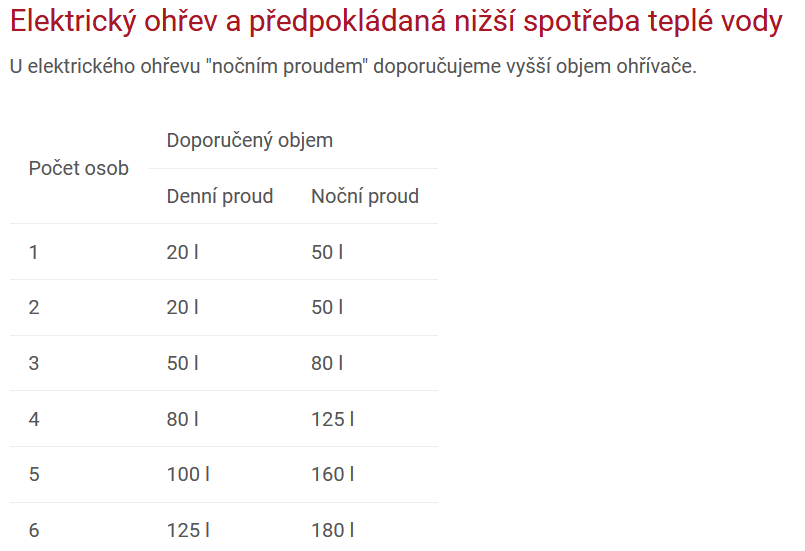 Elektrický ohřev a předpokládaná nižší spotřeba teplé vody
U elektrického ohřevu "nočním proudem" doporučujeme vyšší objem ohřívače.
Počet osob
Doporučený objem
Denní proud Noční proud
1 20 l 50 l
2 20 l 50 l
3 50 l 80 l
4 80 l 125 l
5 100 l 160 l
6 125 l 180 l